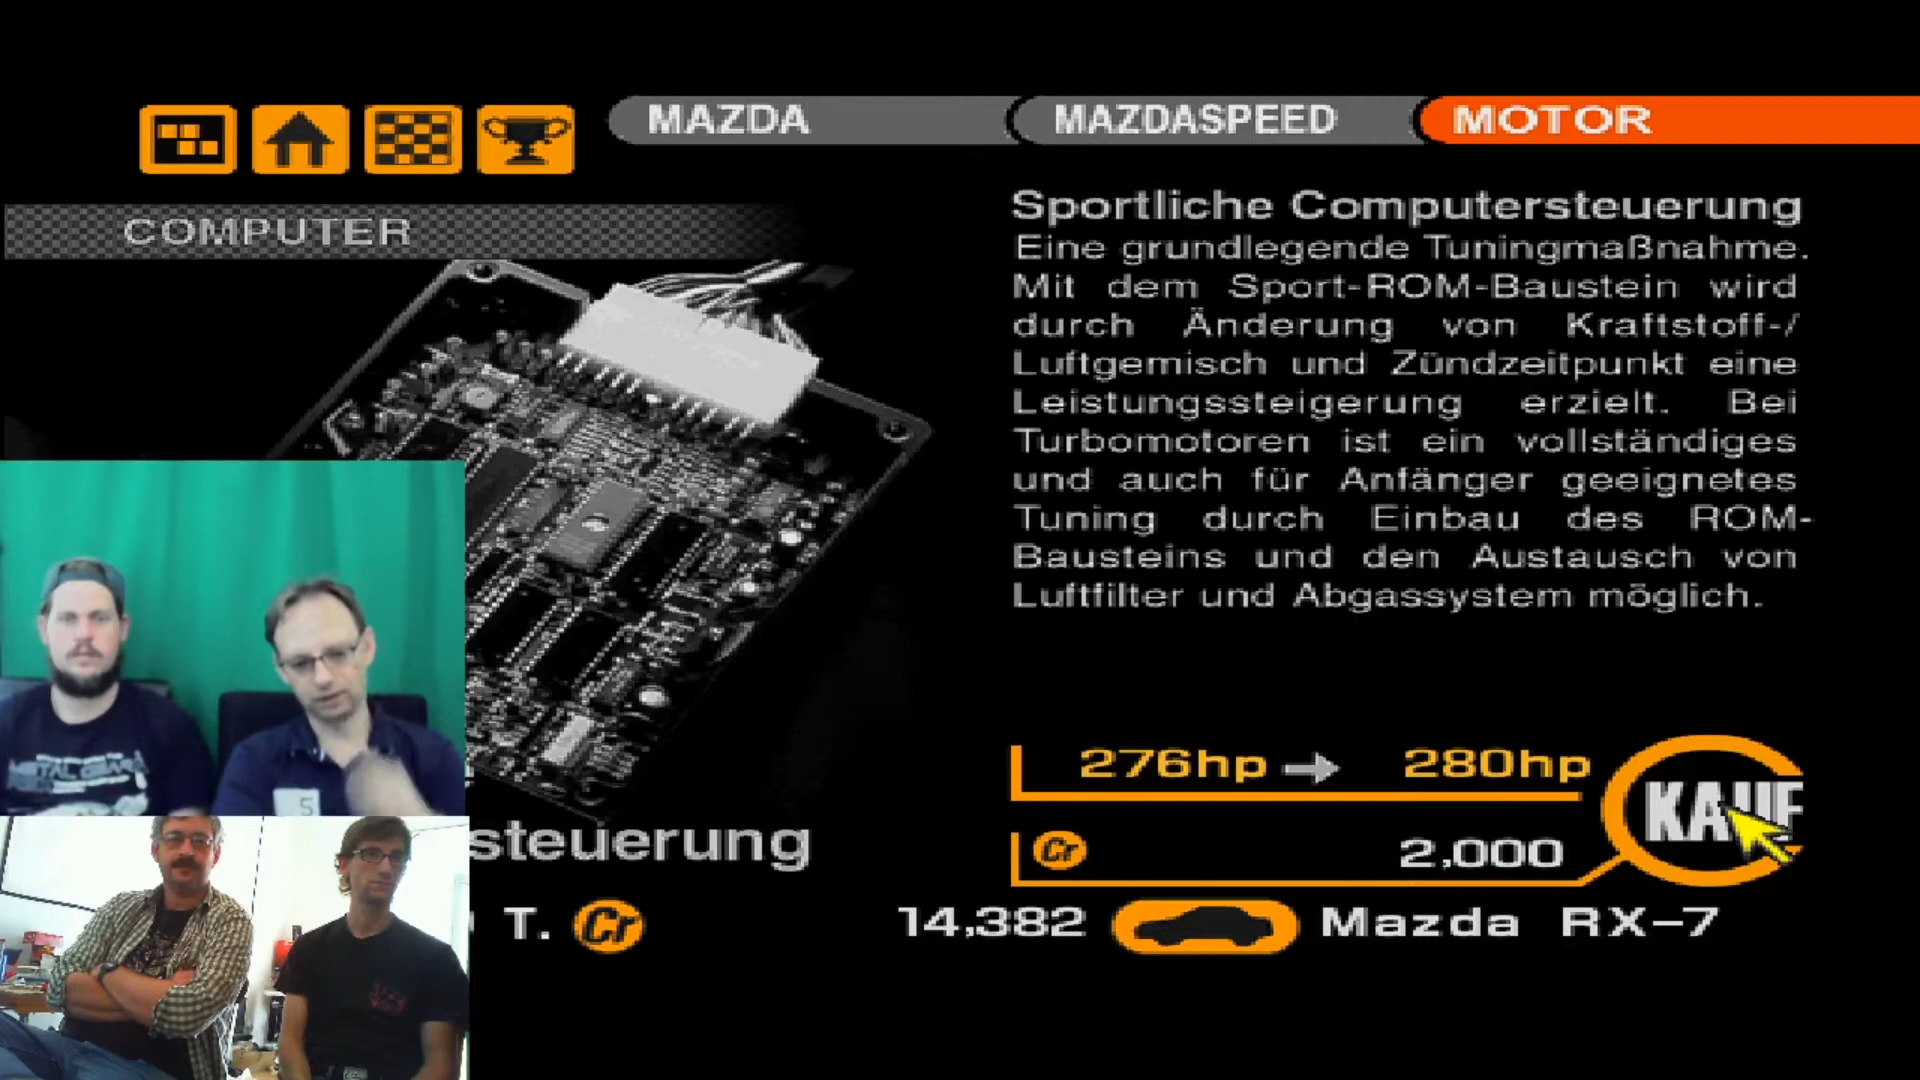 MAZDA
MAZDASPEED
MOTOR
COMPUTER
Sportliche Computersteuerung
Eine grundlegende Tuningmaßnahme.
Mit dem Sport-ROM-Baustein wird
durch Änderung von Kraftstoff-/
Luftgemisch und Zündzeitpunkt eine
Leistungssteigerung erzielt. Bei
Turbomotoren ist ein vollständiges
und auch für Anfänger geeignetes
Tuning durch Einbau des ROM-
Bausteins und den Austausch von
Luftfilter und Abgassystem möglich.
276hp 280hp
KAUF
Cr 2,000
steuerung
T. Cr 14,382 Mazda RX-7
METAL GEAR
5